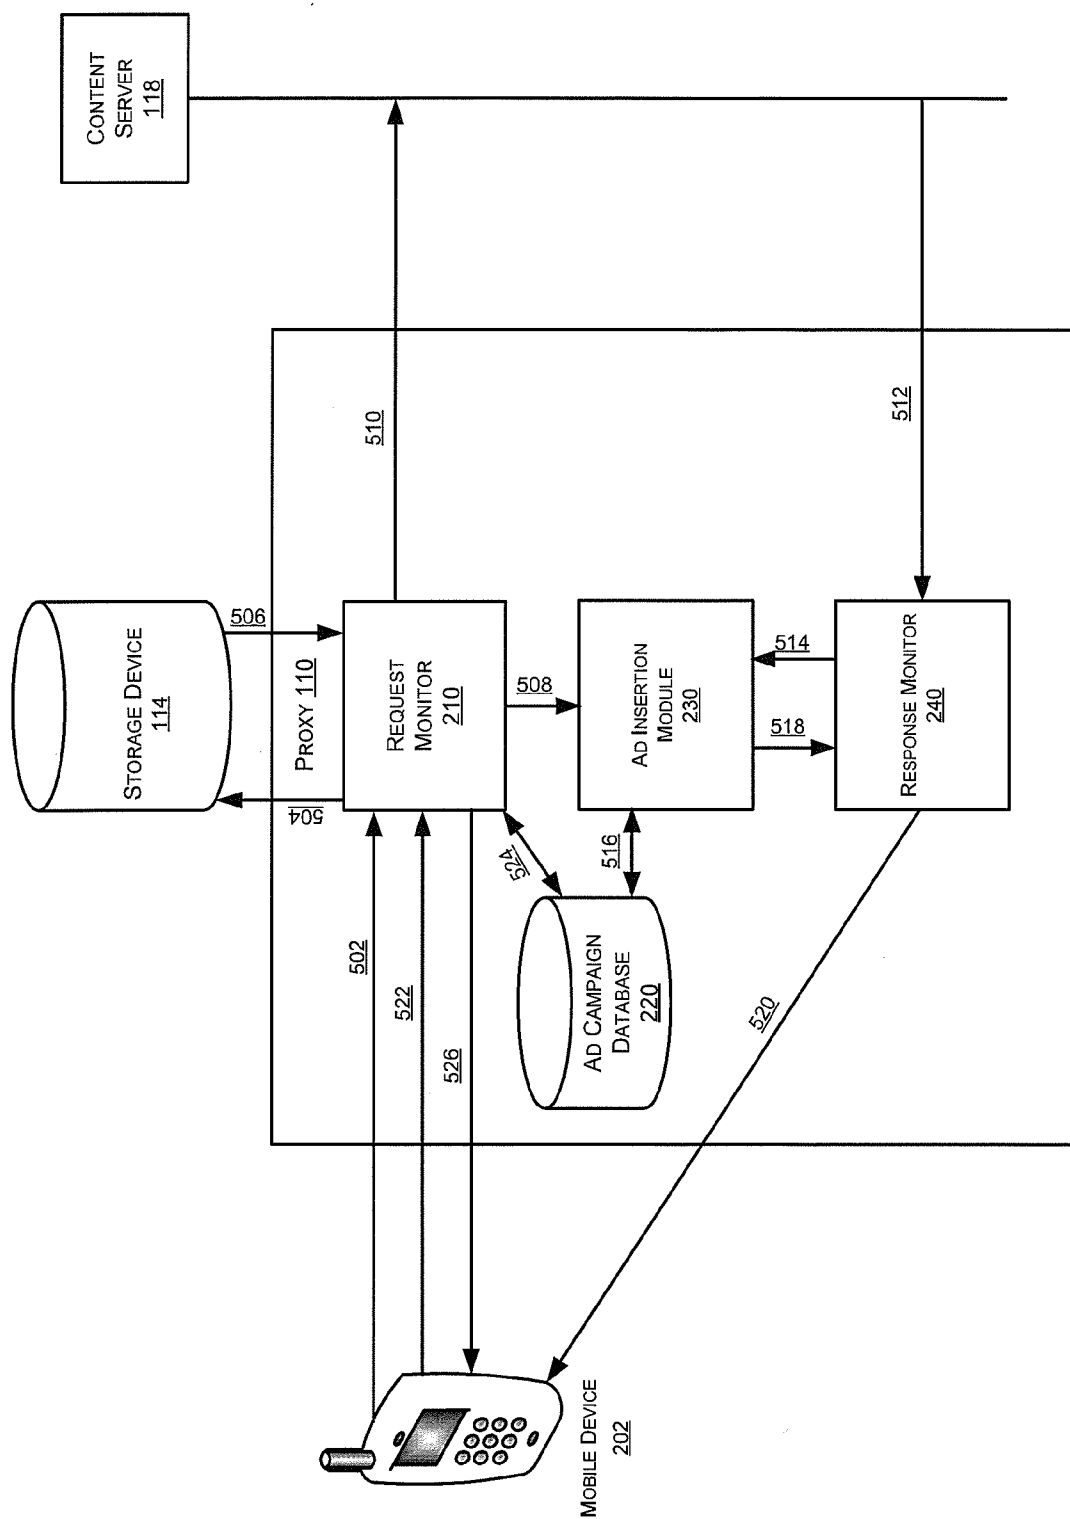 CONTENT
SERVER
118
STORAGE DEVICE
114
506
504
PROXY 110
510
REQUEST
MONITOR
210
502
522
526
508
524
AD INSERTION
MODULE
230
516
AD CAMPAIGN
DATABASE
220
514
518
512
RESPONSE MONITOR
240
520
MOBILE DEVICE
202